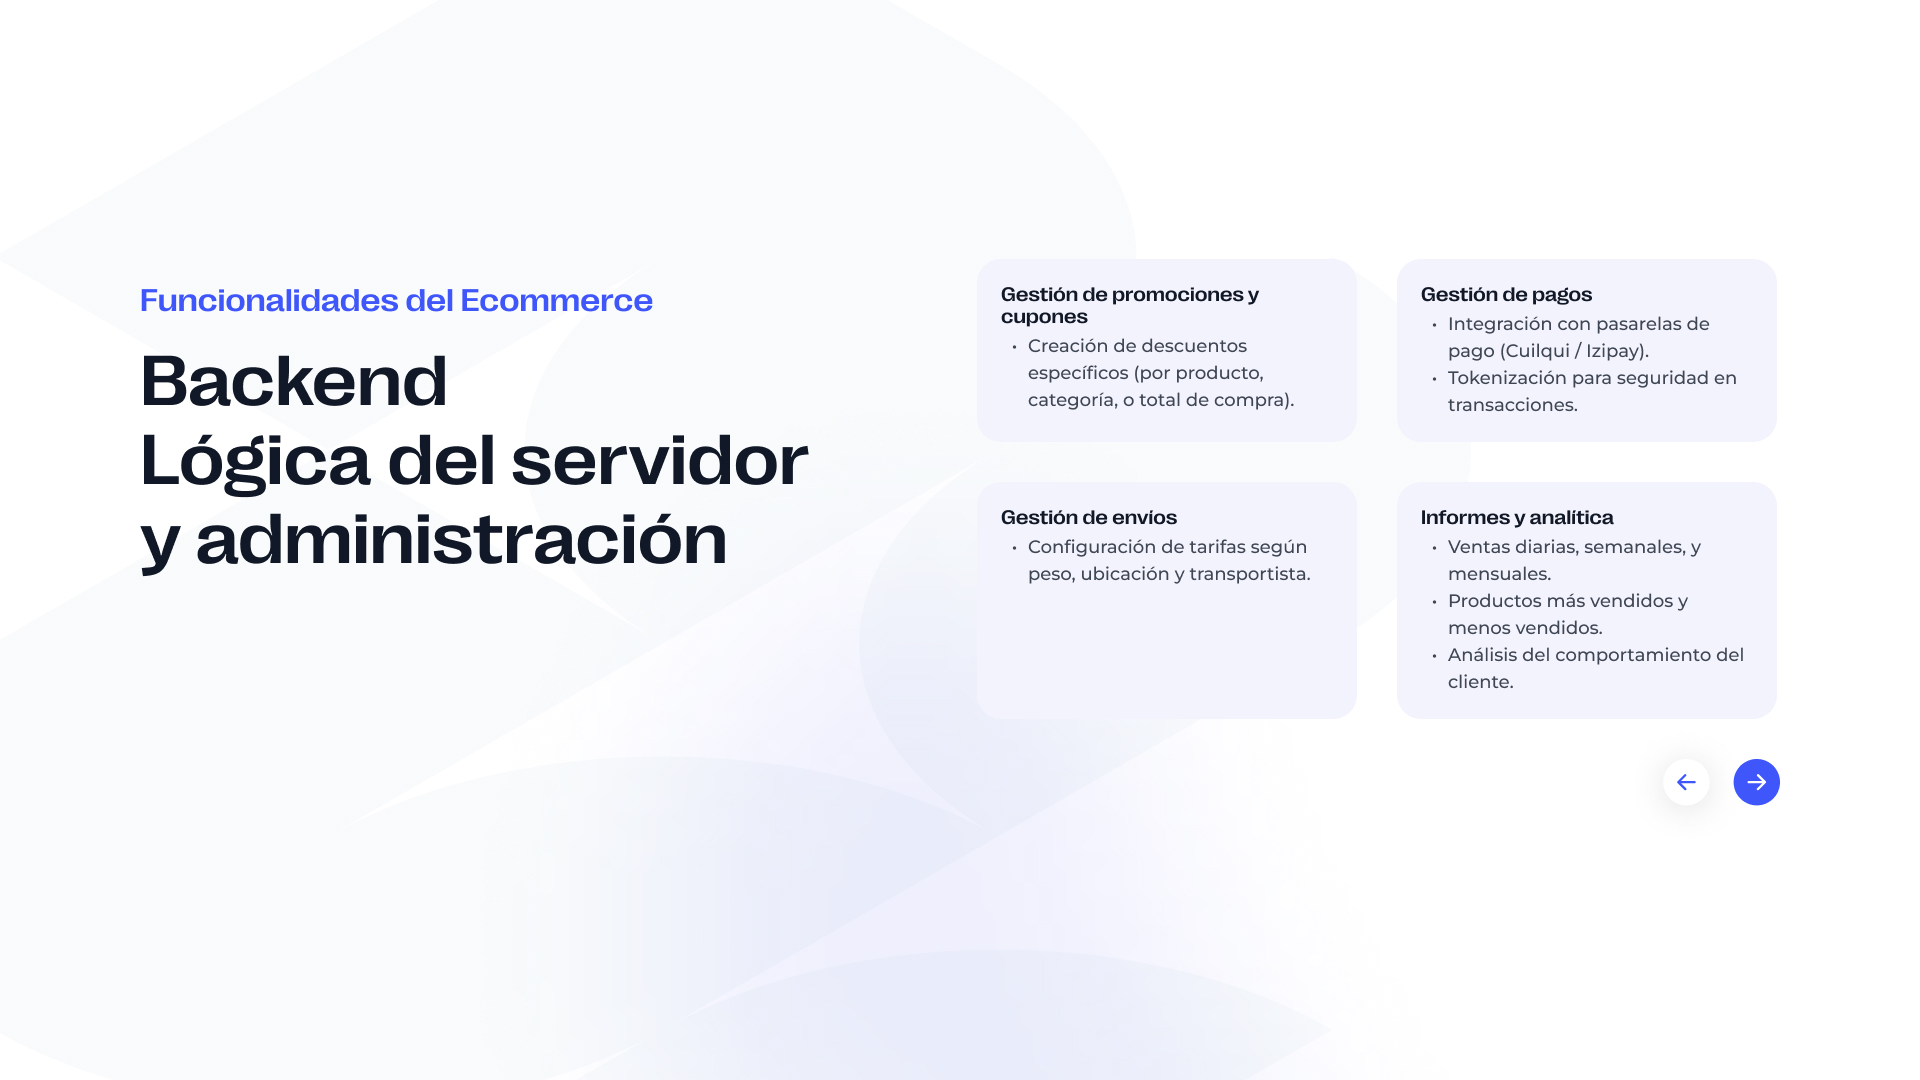 Funcionalidades del Ecommerce
Backend
Lógica del servidor
y administración
Gestión de promociones y
cupones
• Creación de descuentos
específicos (por producto,
categoría, o total de compra).
Gestión de pagos
• Integración con pasarelas de
pago (Cuilqui / Izipay).
• Tokenización para seguridad en
transacciones.
Gestión de envíos
• Configuración de tarifas según
peso, ubicación y transportista.
Informes y analítica
• Ventas diarias, semanales, y
mensuales.
• Productos más vendidos y
menos vendidos.
• Análisis del comportamiento del
cliente.